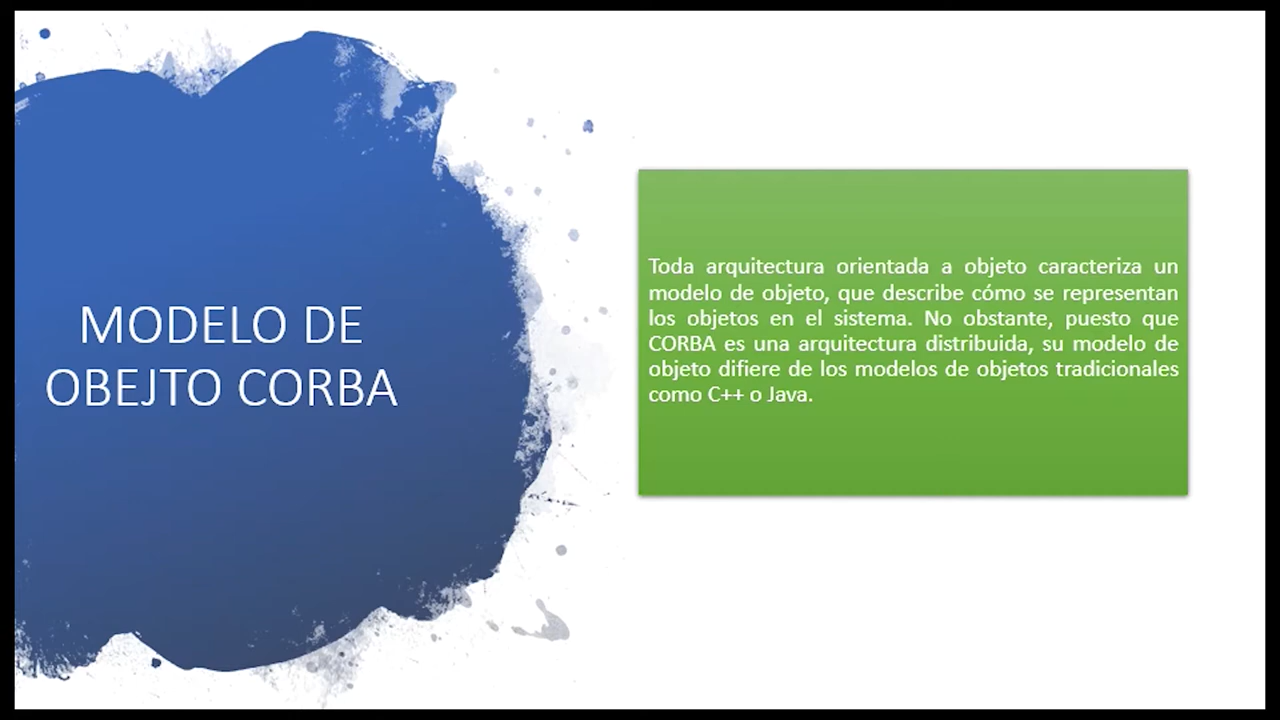 MODELO DE
OBEJTO CORBA
Toda arquitectura orientada a objeto caracteriza un
modelo de objeto, que describe cómo se representan
los objetos en el sistema. No obstante, puesto que
CORBA es una arquitectura distribuida, su modelo de
objeto difiere de los modelos de objetos tradicionales
como C++ o Java.